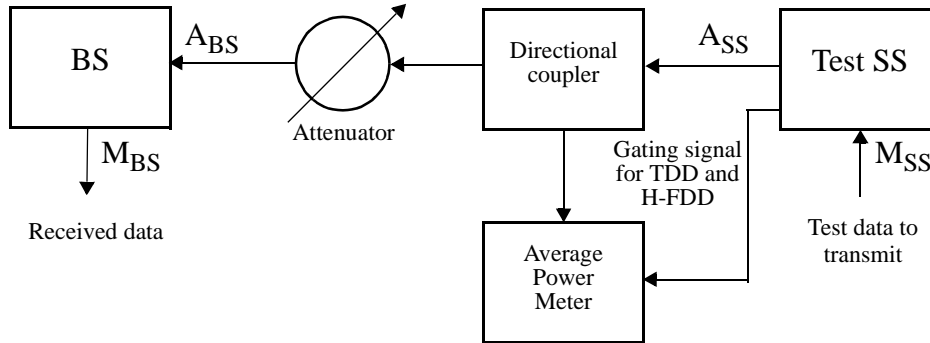 BS
A_BS
Attenuator
Directional
coupler
A_SS
Test SS
M_BS
Received data
Gating signal
for TDD and
H-FDD
M_SS
Test data to
transmit
Average
Power
Meter